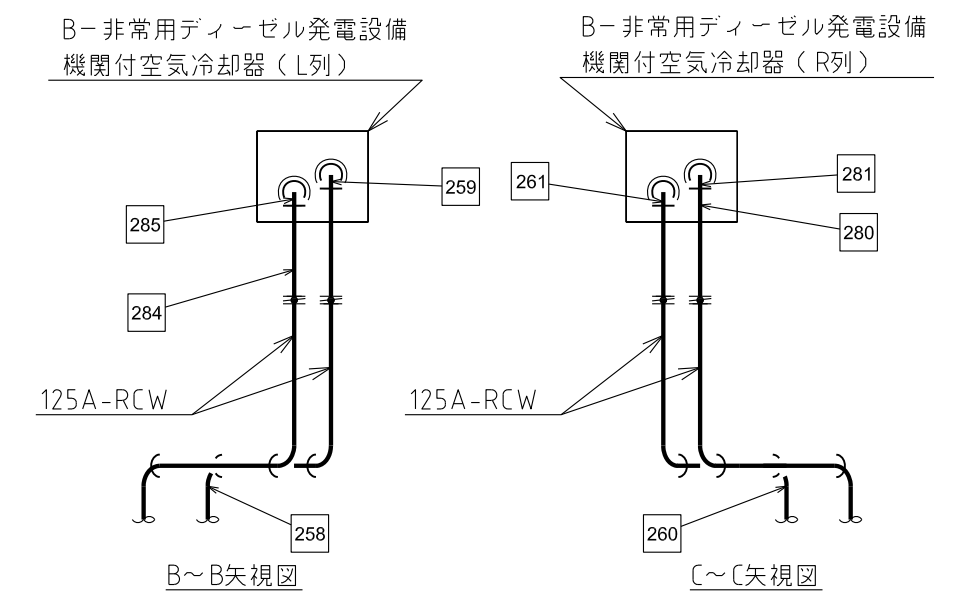 B－非常用ディーゼル発電設備
機関付空気冷却器（L列）
B－非常用ディーゼル発電設備
機関付空気冷却器（R列）
259
285
284
125A-RCW
258
B～B矢視図
261
281
280
125A-RCW
260
C～C矢視図